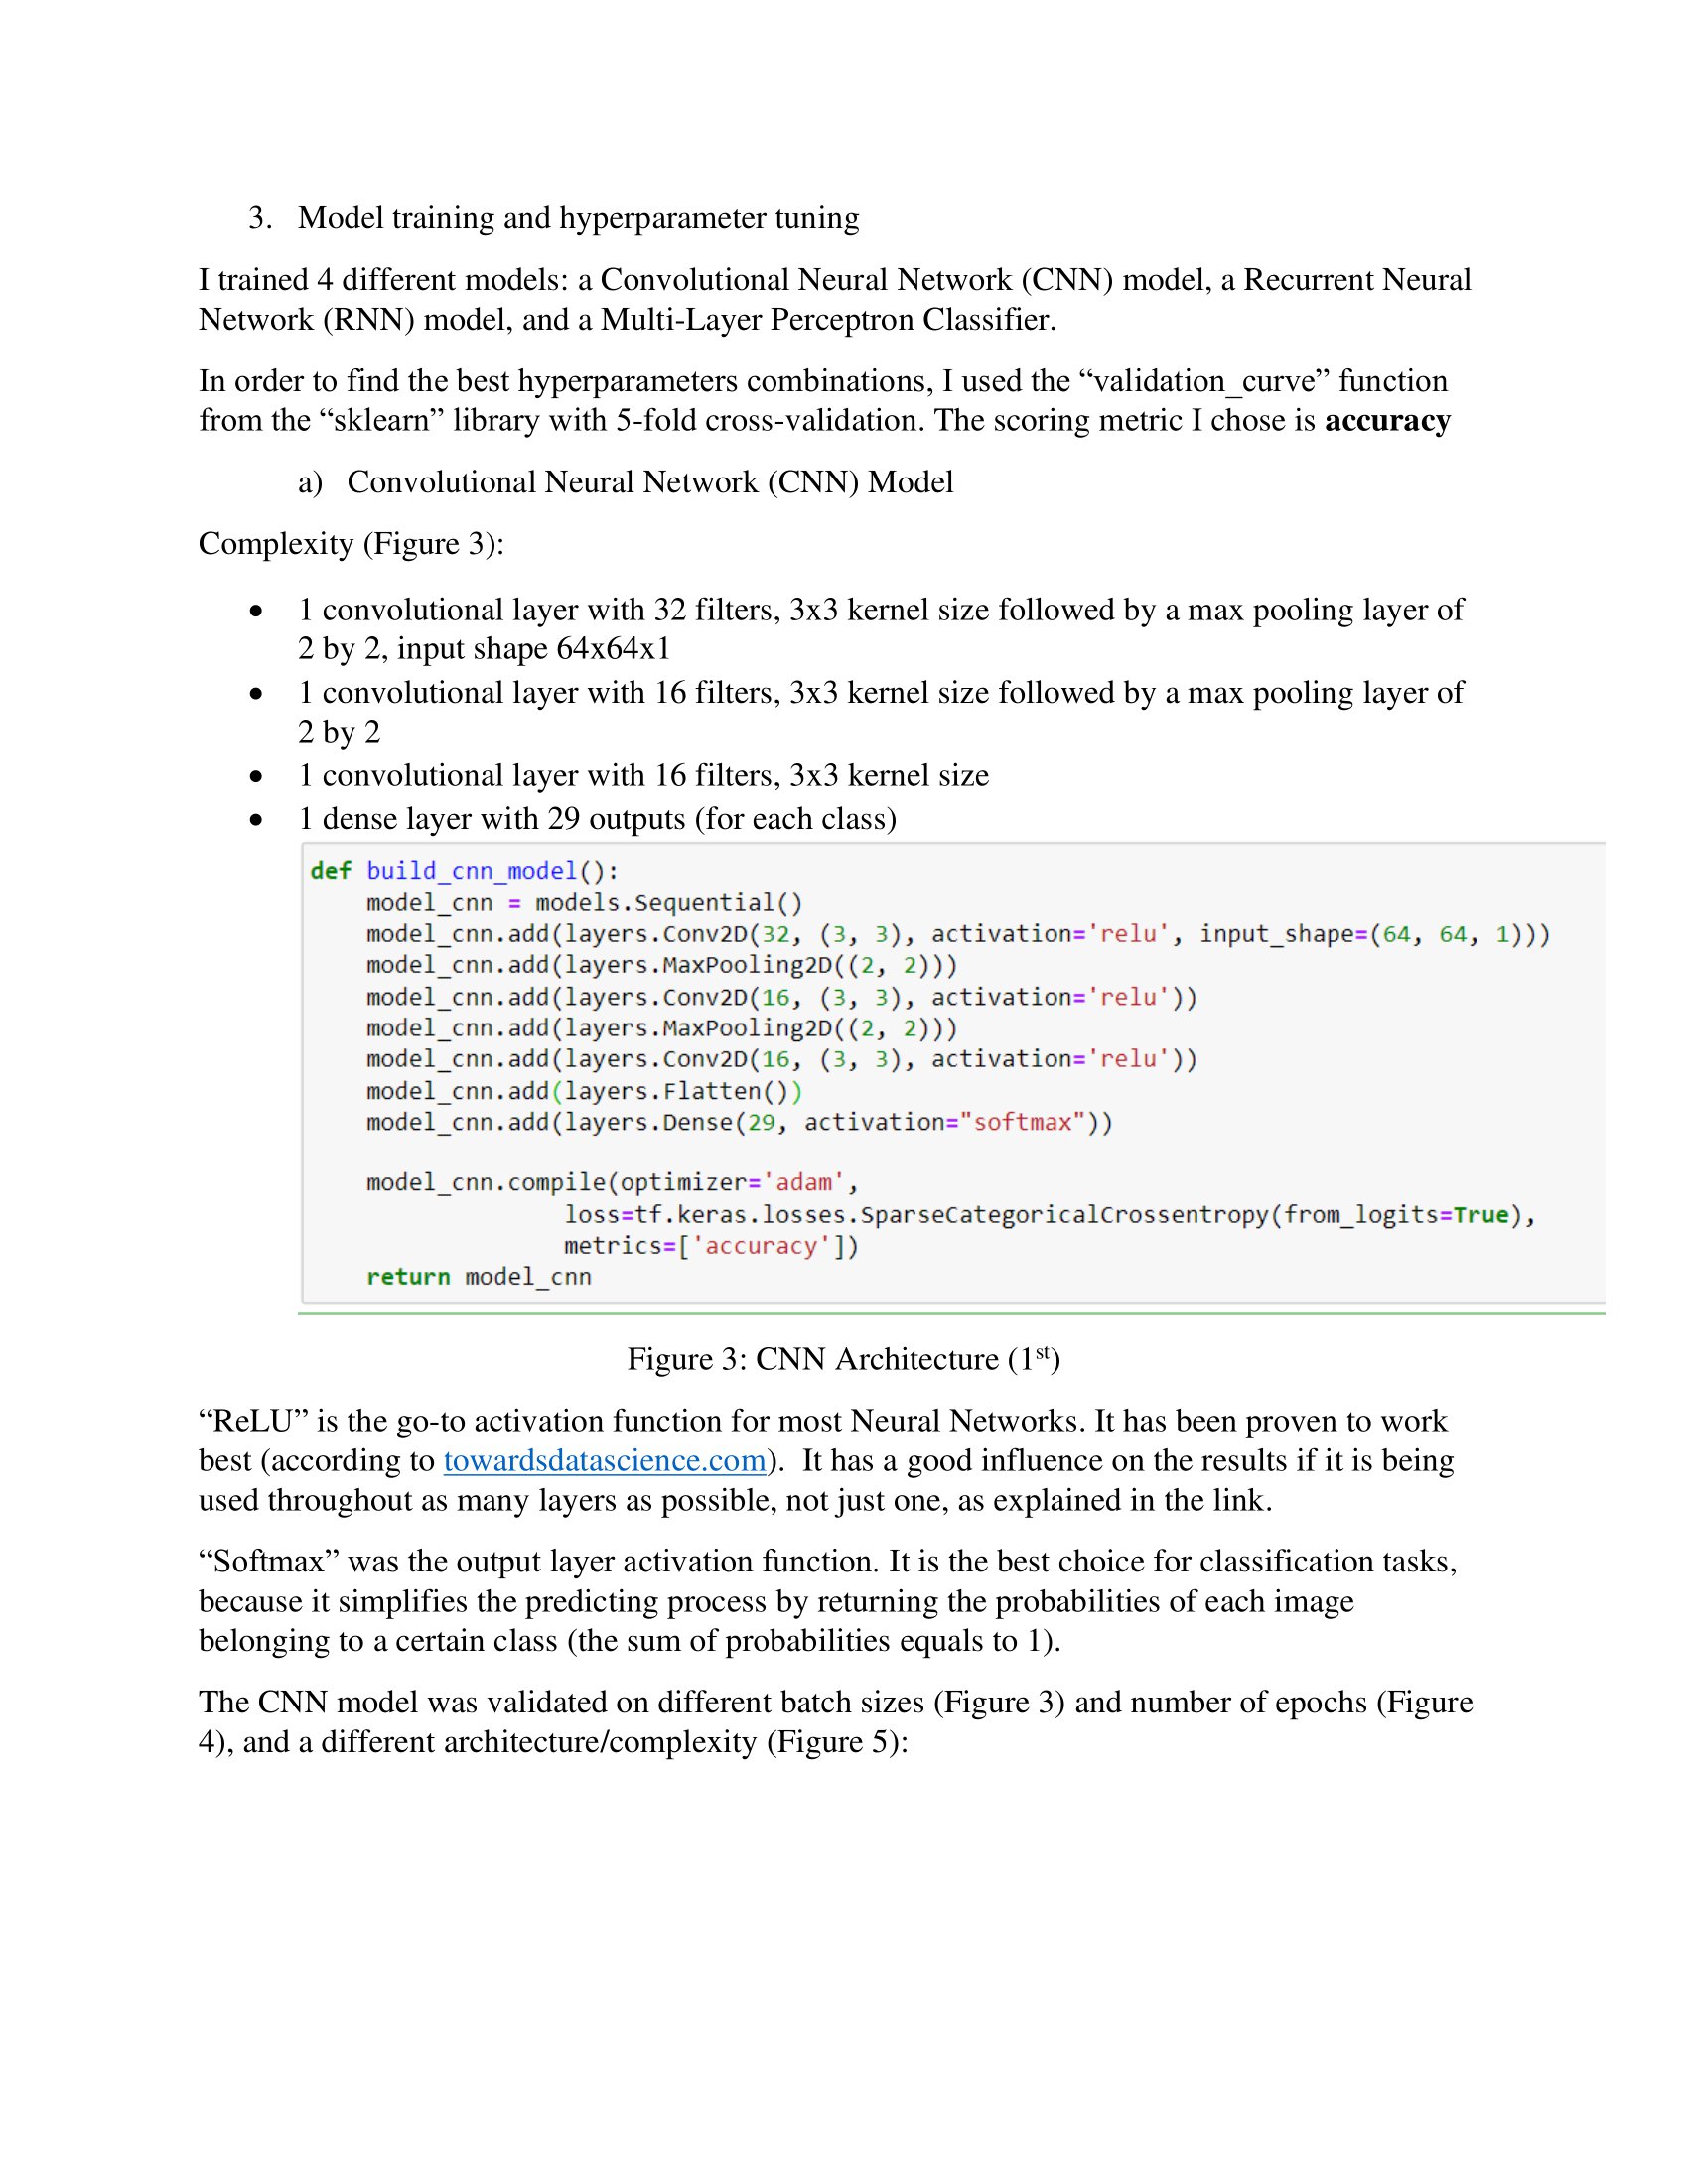 3. Model training and hyperparameter tuning
I trained 4 different models: a Convolutional Neural Network (CNN) model, a Recurrent Neural
Network (RNN) model, and a Multi-Layer Perceptron Classifier.
In order to find the best hyperparameters combinations, I used the “validation_curve” function
from the “sklearn” library with 5-fold cross-validation. The scoring metric I chose is accuracy
a) Convolutional Neural Network (CNN) Model
Complexity (Figure 3):
• 1 convolutional layer with 32 filters, 3x3 kernel size followed by a max pooling layer of
2 by 2, input shape 64x64x1
• 1 convolutional layer with 16 filters, 3x3 kernel size followed by a max pooling layer of
2 by 2
• 1 convolutional layer with 16 filters, 3x3 kernel size
• 1 dense layer with 29 outputs (for each class)
def build_cnn_model():
    model_cnn = models.Sequential()
    model_cnn.add(layers.Conv2D(32, (3, 3), activation='relu', input_shape=(64, 64, 1)))
    model_cnn.add(layers.MaxPooling2D((2, 2)))
    model_cnn.add(layers.Conv2D(16, (3, 3), activation='relu'))
    model_cnn.add(layers.MaxPooling2D((2, 2)))
    model_cnn.add(layers.Conv2D(16, (3, 3), activation='relu'))
    model_cnn.add(layers.Flatten())
    model_cnn.add(layers.Dense(29, activation="softmax"))
    model_cnn.compile(optimizer='adam',
                  loss=tf.keras.losses.SparseCategoricalCrossentropy(from_logits=True),
                  metrics=['accuracy'])
    return model_cnn
Figure 3: CNN Architecture (1st)
“ReLU” is the go-to activation function for most Neural Networks. It has been proven to work
best (according to towardsdatascience.com).  It has a good influence on the results if it is being
used throughout as many layers as possible, not just one, as explained in the link.
“Softmax” was the output layer activation function. It is the best choice for classification tasks,
because it simplifies the predicting process by returning the probabilities of each image
belonging to a certain class (the sum of probabilities equals to 1).
The CNN model was validated on different batch sizes (Figure 3) and number of epochs (Figure
4), and a different architecture/complexity (Figure 5):